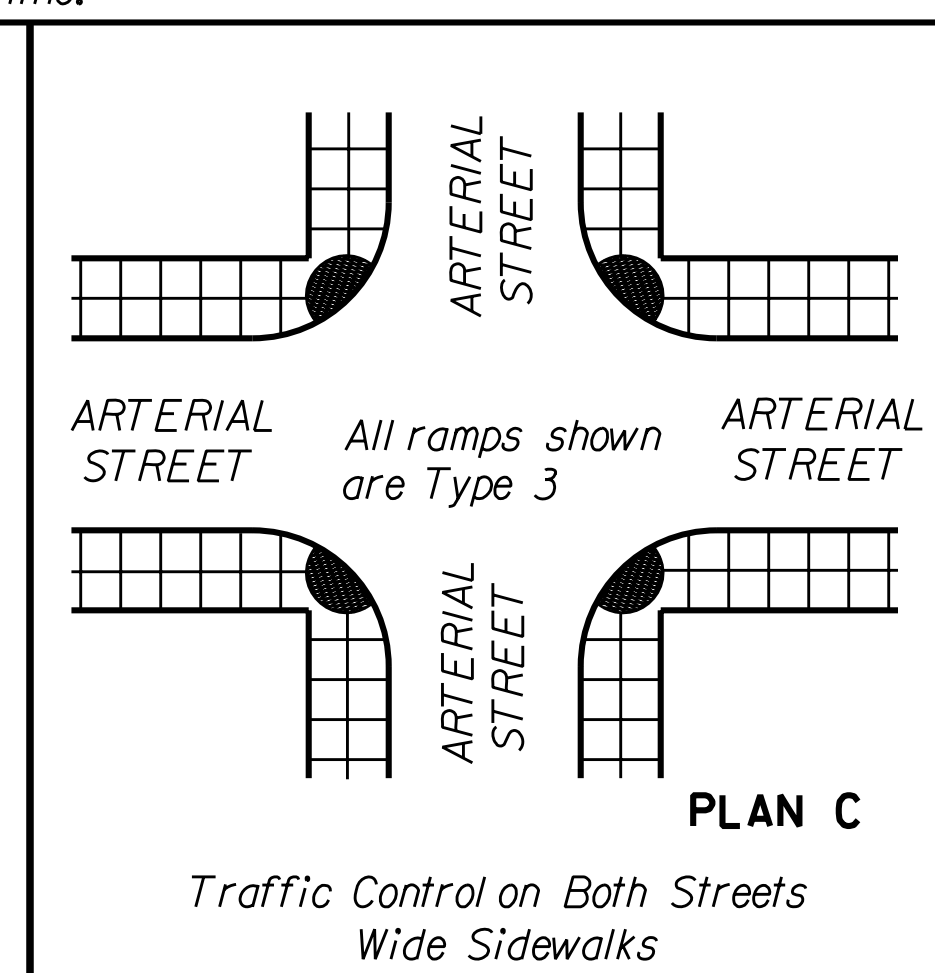 ARTERIAL
STREET
ARTERIAL
STREET
All ramps shown
are Type 3
ARTERIAL
STREET
ARTERIAL
STREET
PLAN C
Traffic Control on Both Streets
Wide Sidewalks